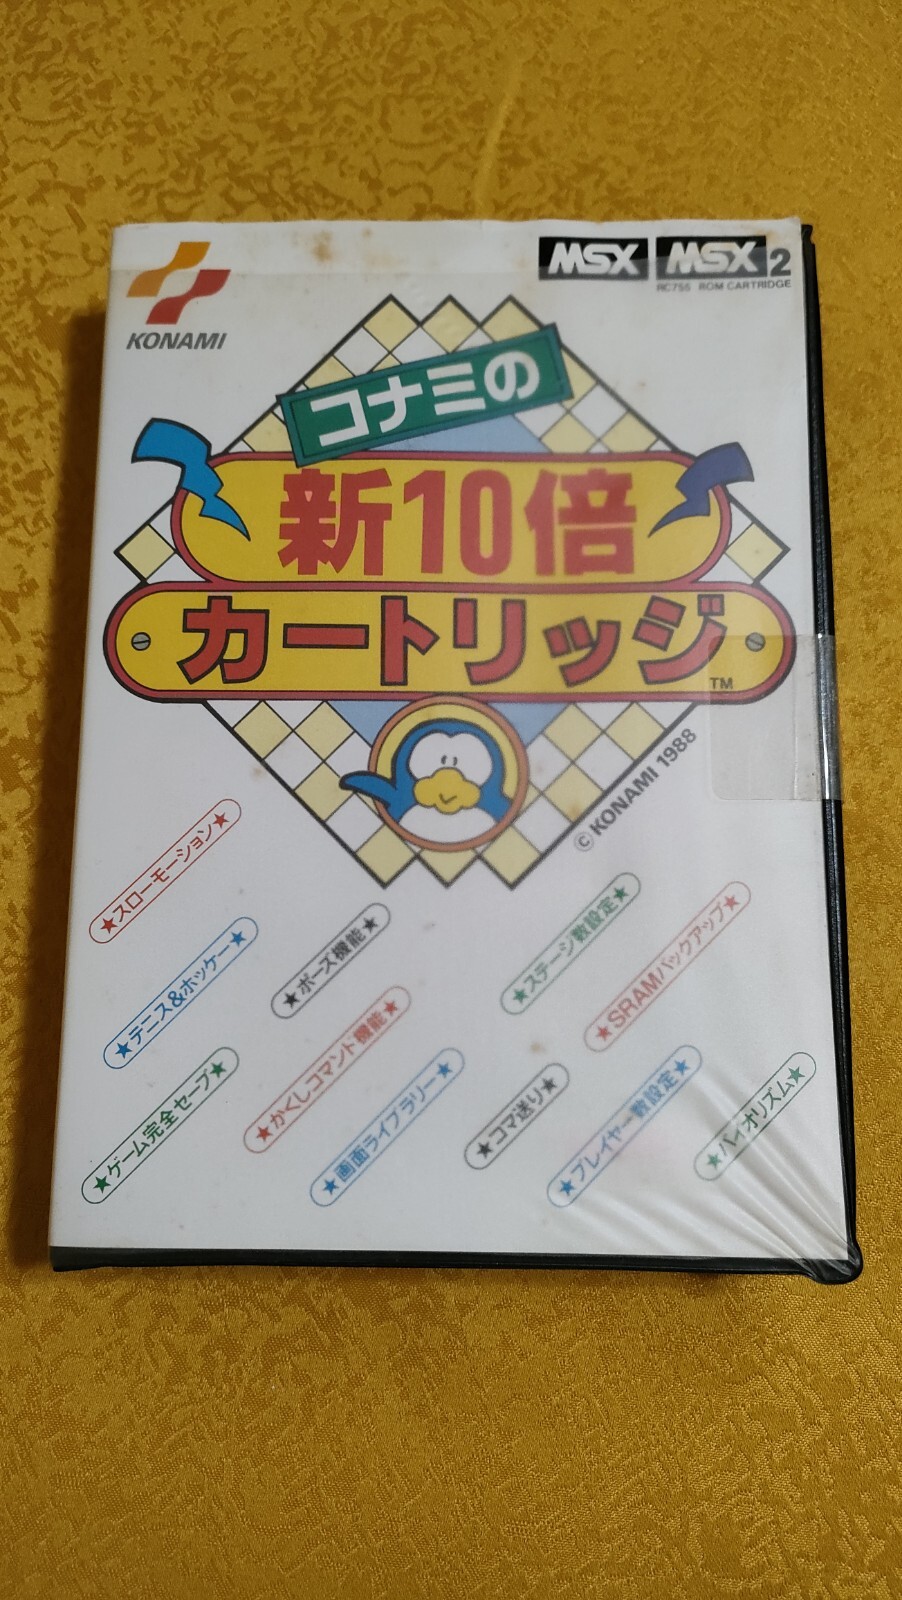 KONAMI
MSX MSX2
RC755 ROM CARTRIDGE
コナミの
新10倍
カートリッジ
TM
© KONAMI 1988
★スローモーション★
★テニス&ホッケー★
★ポーズ機能★
★ステージ数設定★
★SRAMバックアップ★
★ゲーム完全セーブ★
★かくしコマンド機能★
★画面ライブラリー★
★コマ送り★
★プレイヤー数設定★
★バイオリズム★